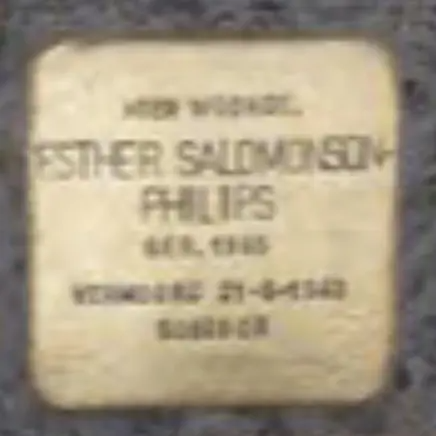 HIER WOONDE
ESTHER SALOMONSON-
PHILIPS
GEB.
VERMOORD
SOBIBOR